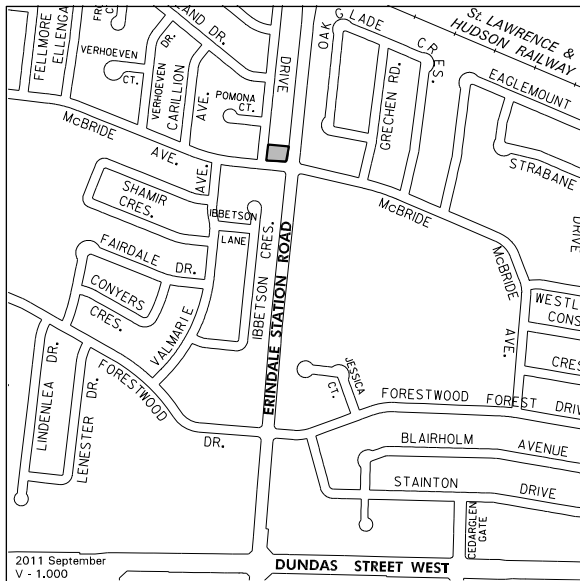 FELLMORE
ELLENGA
FR
CT.
LAND DR.
VERHOEVEN
CT.
VERHOEVEN
DR.
CARILLION
AVE.
POMONA
CT.
DRIVE
OAK
GLADE
CRES.
GRECHEN RD.
St. LAWRENCE &
HUDSON RAILWAY
EAGLEMOUNT
STRABANE
DRIVE
McBRIDE
AVE.
AVE.
McBRIDE
McBRIDE
AVE.
SHAMIR
CRES.
IBBETSON
LANE
IBBETSON CRES.
ERINDALE STATION ROAD
FAIRDALE DR.
CONYERS
CRES.
VALMARIE
WESTL
CONS
CRES
LINDENLEA DR.
LENESTER DR.
FORESTWOOD
DR.
JESSICA
CT.
FORESTWOOD FOREST DRIV
BLAIRHOLM AVENUE
STAINTON DRIVE
CEDARGLEN
GATE
2011 September
V - 1.000
DUNDAS STREET WEST